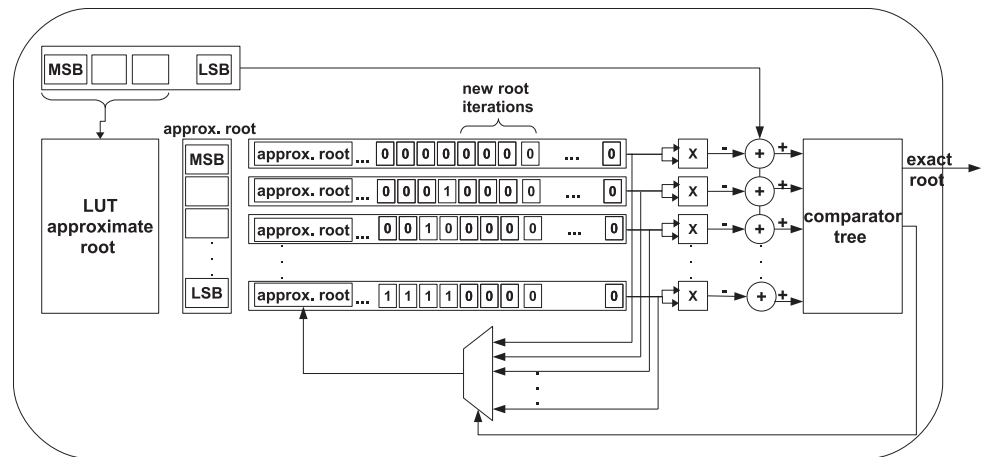 MSB LSB
new root
iterations
approx. root
LUT
approximate
root
MSB
LSB
approx. root ... 0 0 0 0 0 0 0 0 ... 0
approx. root ... 0 0 0 1 0 0 0 0 ... 0
approx. root ... 0 0 1 0 0 0 0 0 ... 0
approx. root ... 1 1 1 1 0 0 0 0 0
X - + +
X - + +
X - + +
X - + +
comparator
tree
exact
root